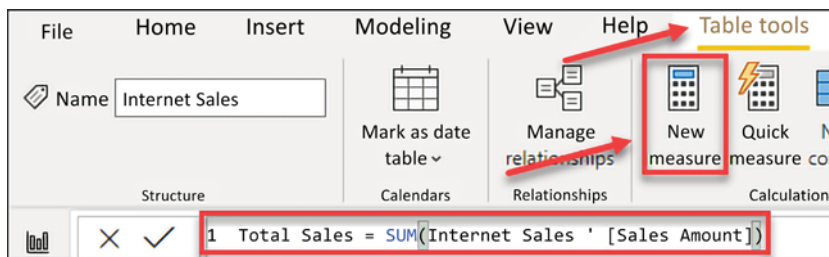 File Home Insert Modeling View Help Table tools
Name Internet Sales
Mark as date table
Manage relationships
New measure
Quick measure
Structure Calendars Relationships Calculation
1 Total Sales = SUM(Internet Sales ' [Sales Amount])